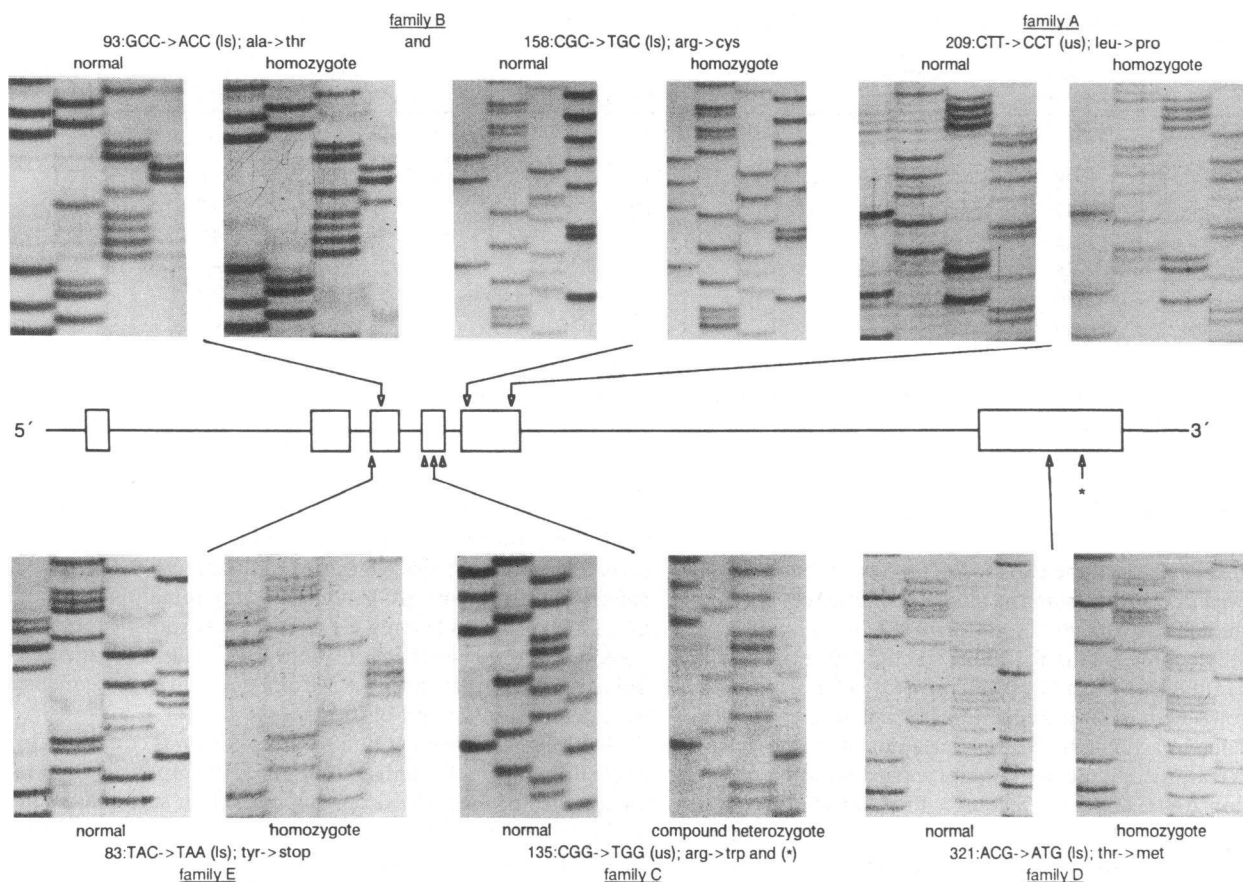 family B
family A
93:GCC->ACC (ls); ala->thr and 158:CGC->TGC (ls); arg->cys 209:CTT->CCT (us); leu->pro
normal homozygote normal homozygote normal homozygote
5´ 3´
*
normal homozygote normal compound heterozygote normal homozygote
83:TAC->TAA (ls); tyr->stop 135:CGG->TGG (us); arg->trp and (*) 321:ACG->ATG (ls); thr->met
family E family C family D